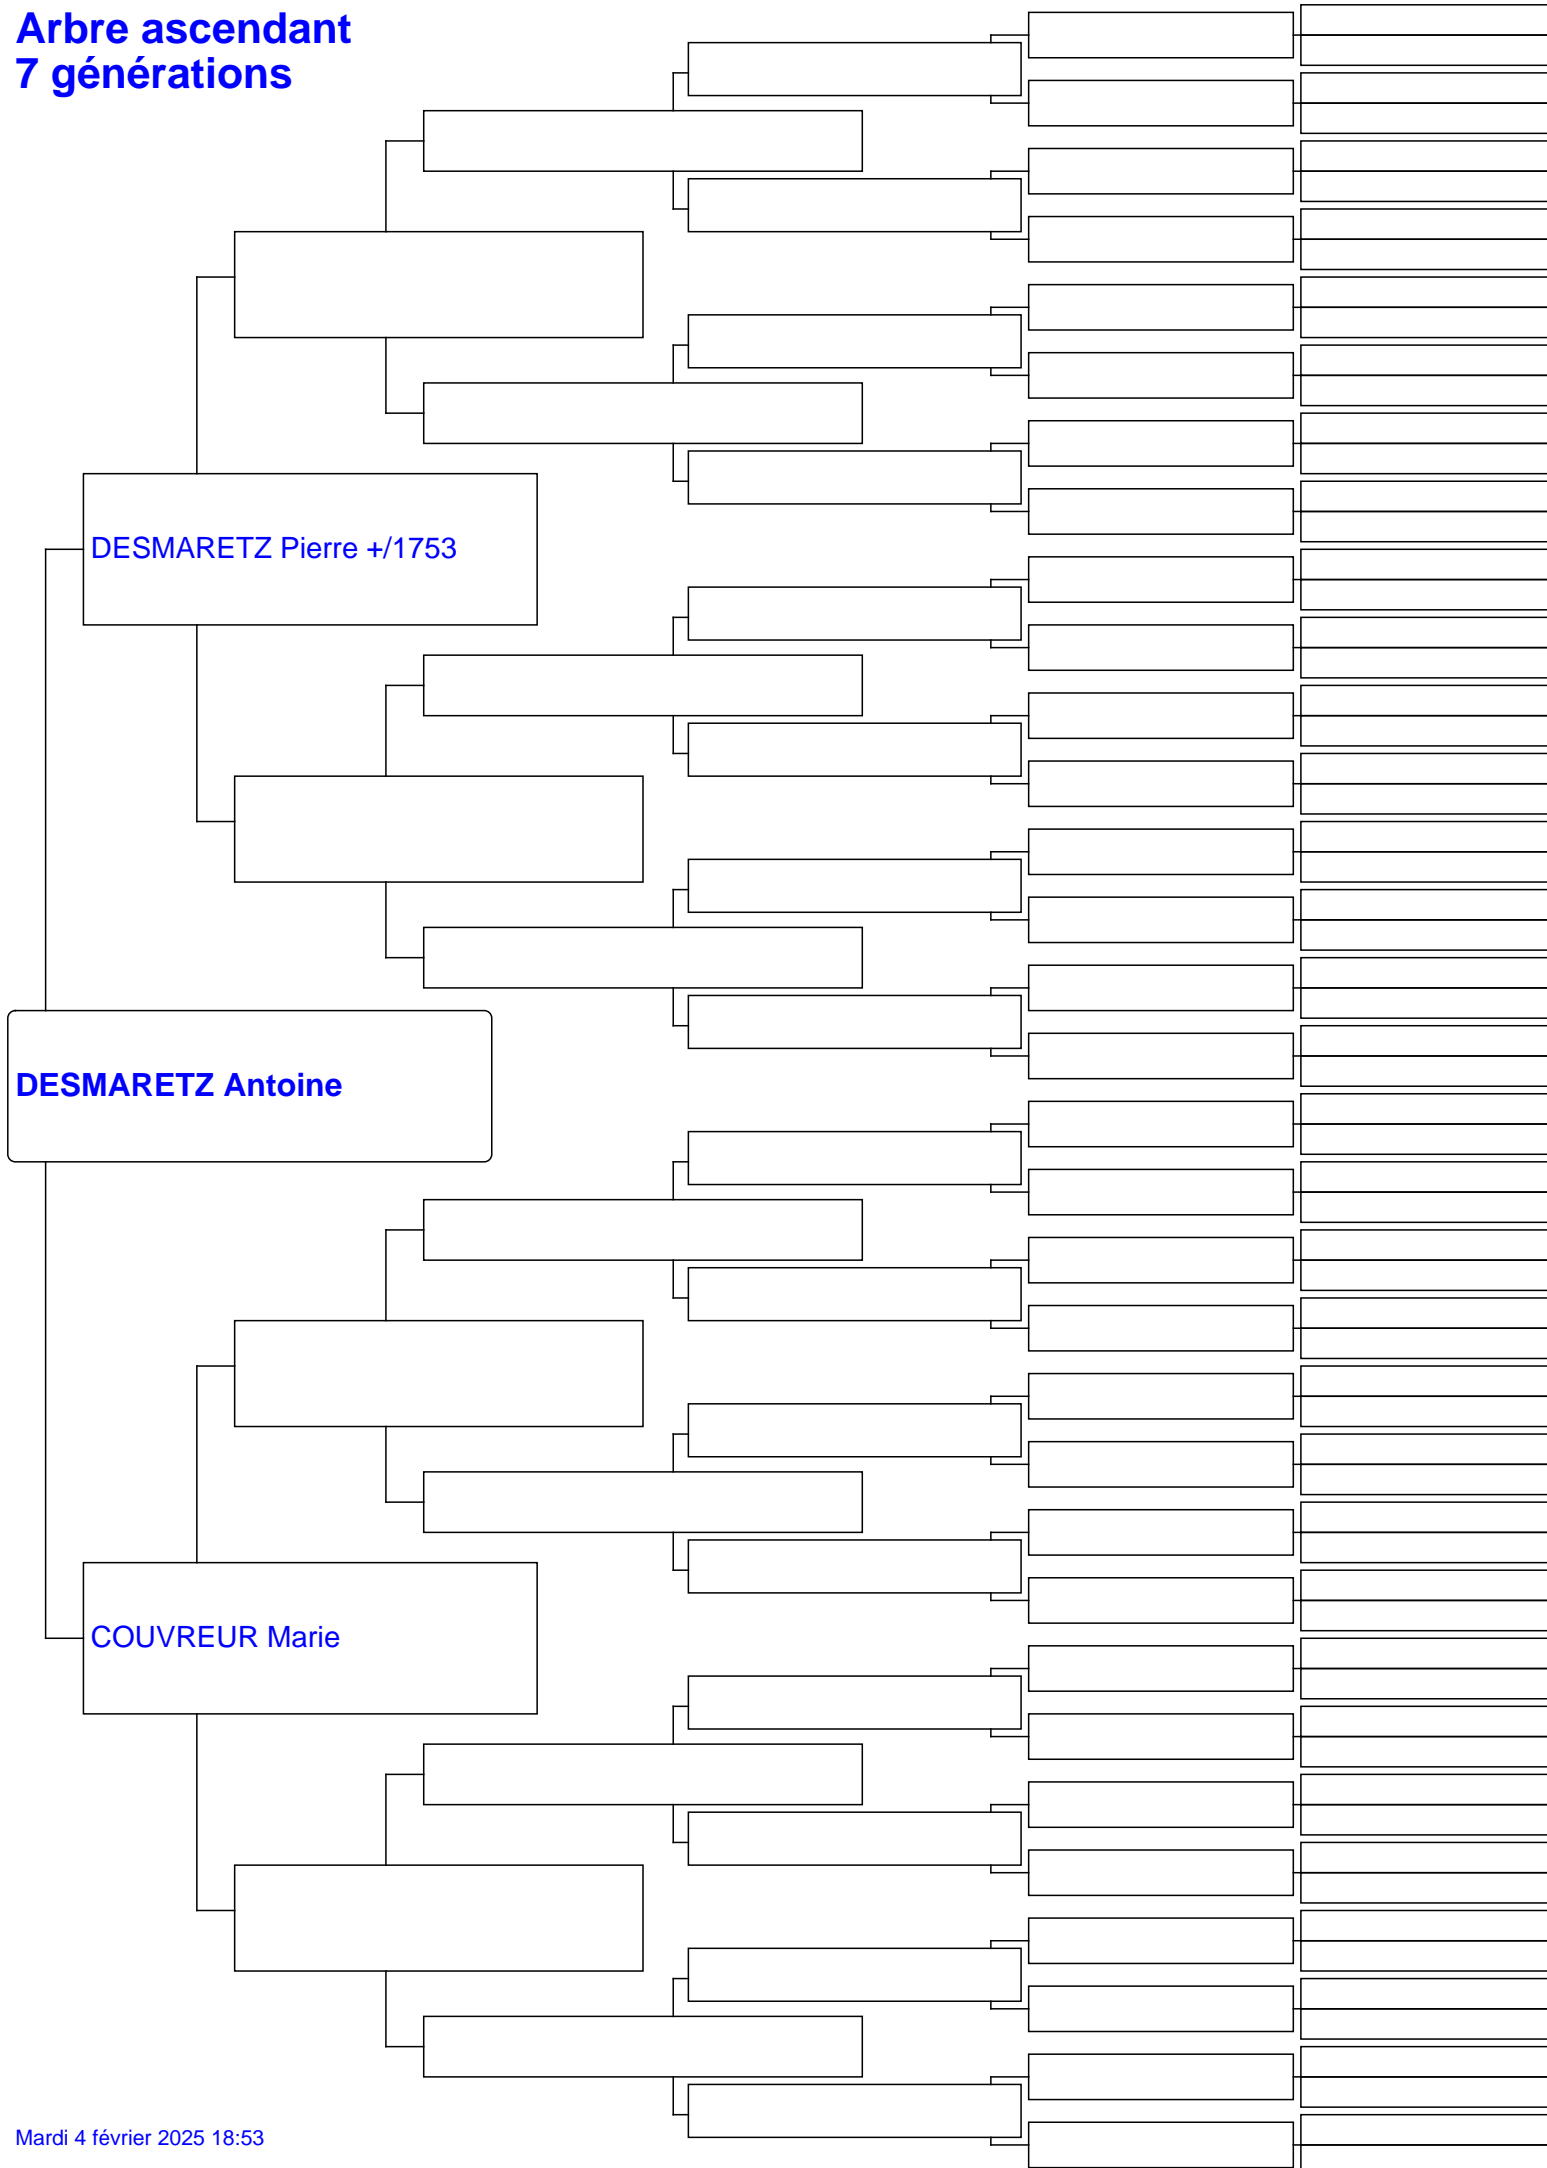 Arbre ascendant
7 générations
DESMARETZ Pierre +/1753
DESMARETZ Antoine
COUVREUR Marie
Mardi 4 février 2025 18:53